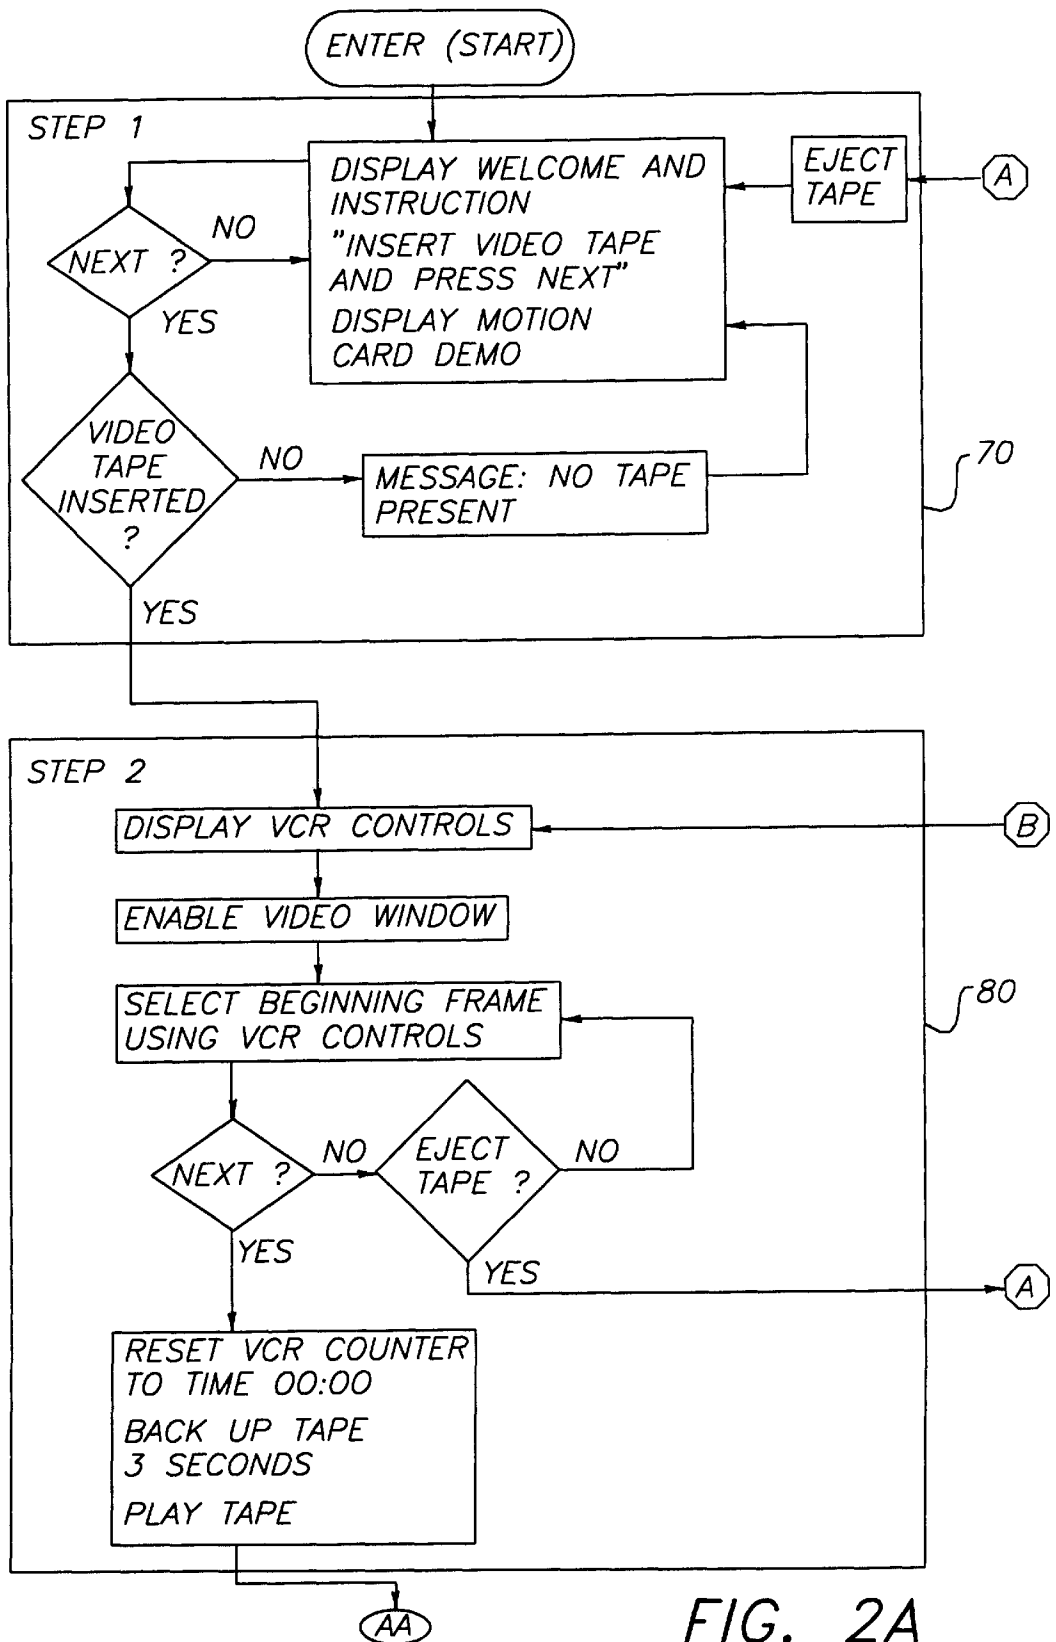 ENTER (START)
STEP 1
DISPLAY WELCOME AND
INSTRUCTION
"INSERT VIDEO TAPE
AND PRESS NEXT"
DISPLAY MOTION
CARD DEMO
EJECT
TAPE
A
NEXT ?
NO
YES
VIDEO
TAPE
INSERTED
?
NO
MESSAGE: NO TAPE
PRESENT
70
YES
STEP 2
DISPLAY VCR CONTROLS
B
ENABLE VIDEO WINDOW
SELECT BEGINNING FRAME
USING VCR CONTROLS
80
NEXT ?
NO
EJECT
TAPE ?
NO
YES
YES
A
RESET VCR COUNTER
TO TIME 00:00
BACK UP TAPE
3 SECONDS
PLAY TAPE
AA
FIG. 2A